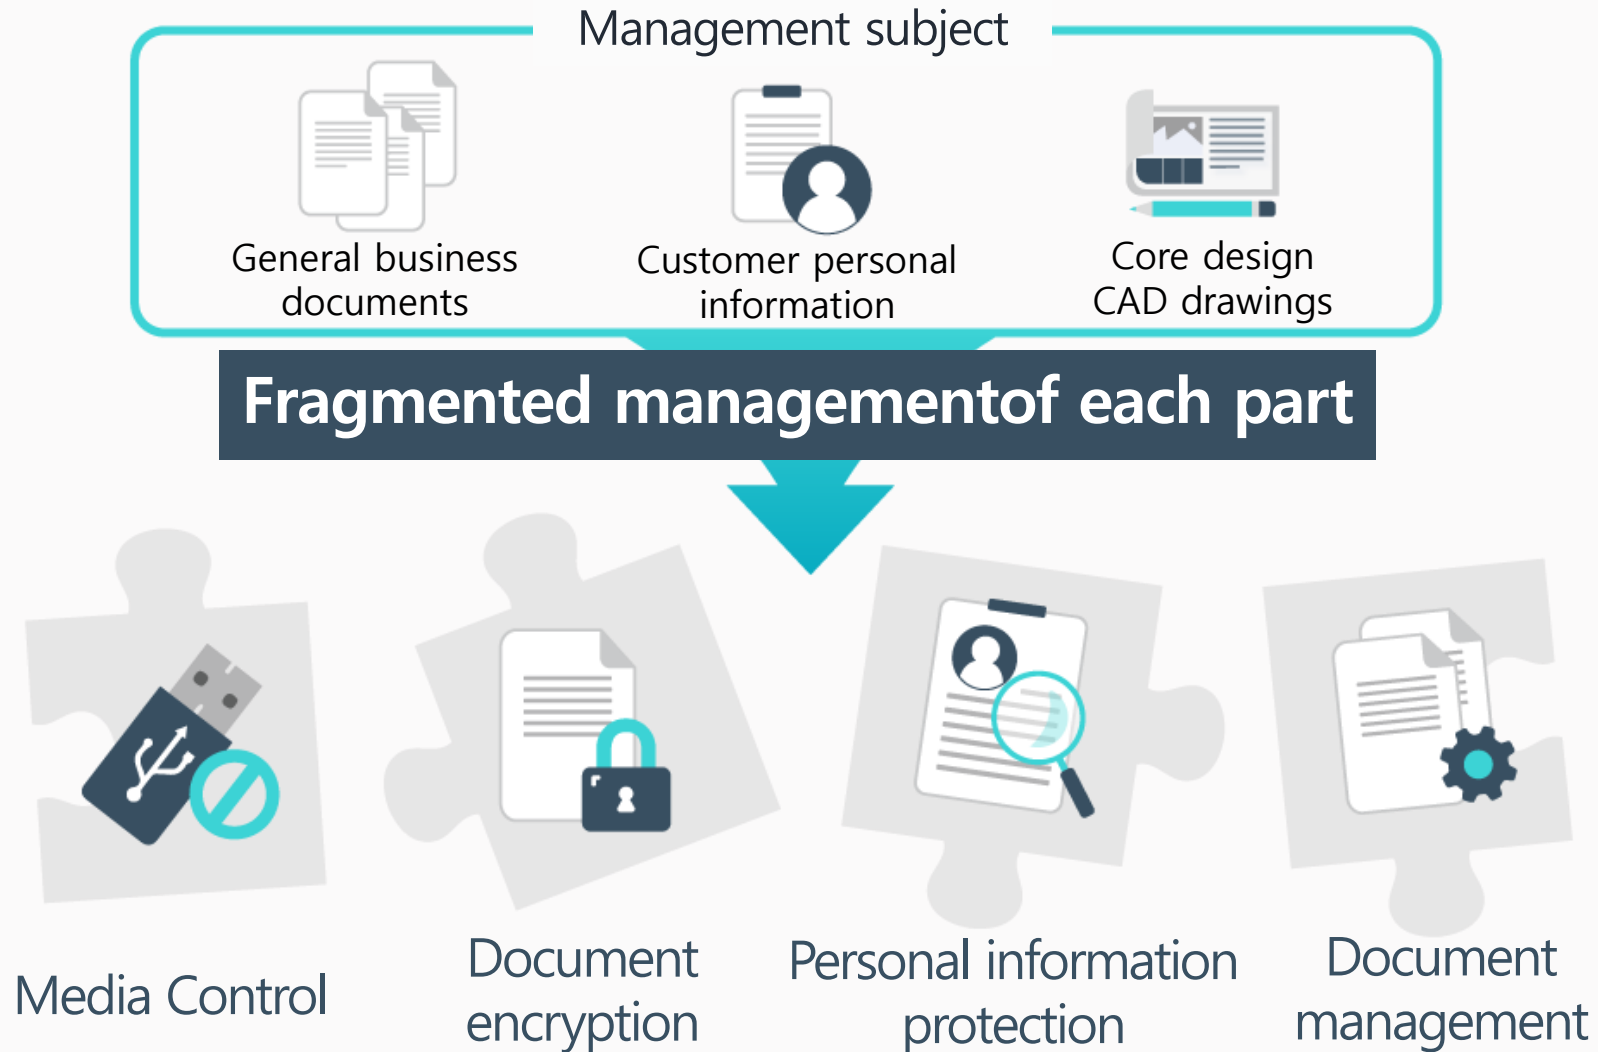 Management subject
General business
documents
Customer personal
information
Core design
CAD drawings
Fragmented managementof each part
Media Control
Document
encryption
Personal information
protection
Document
management